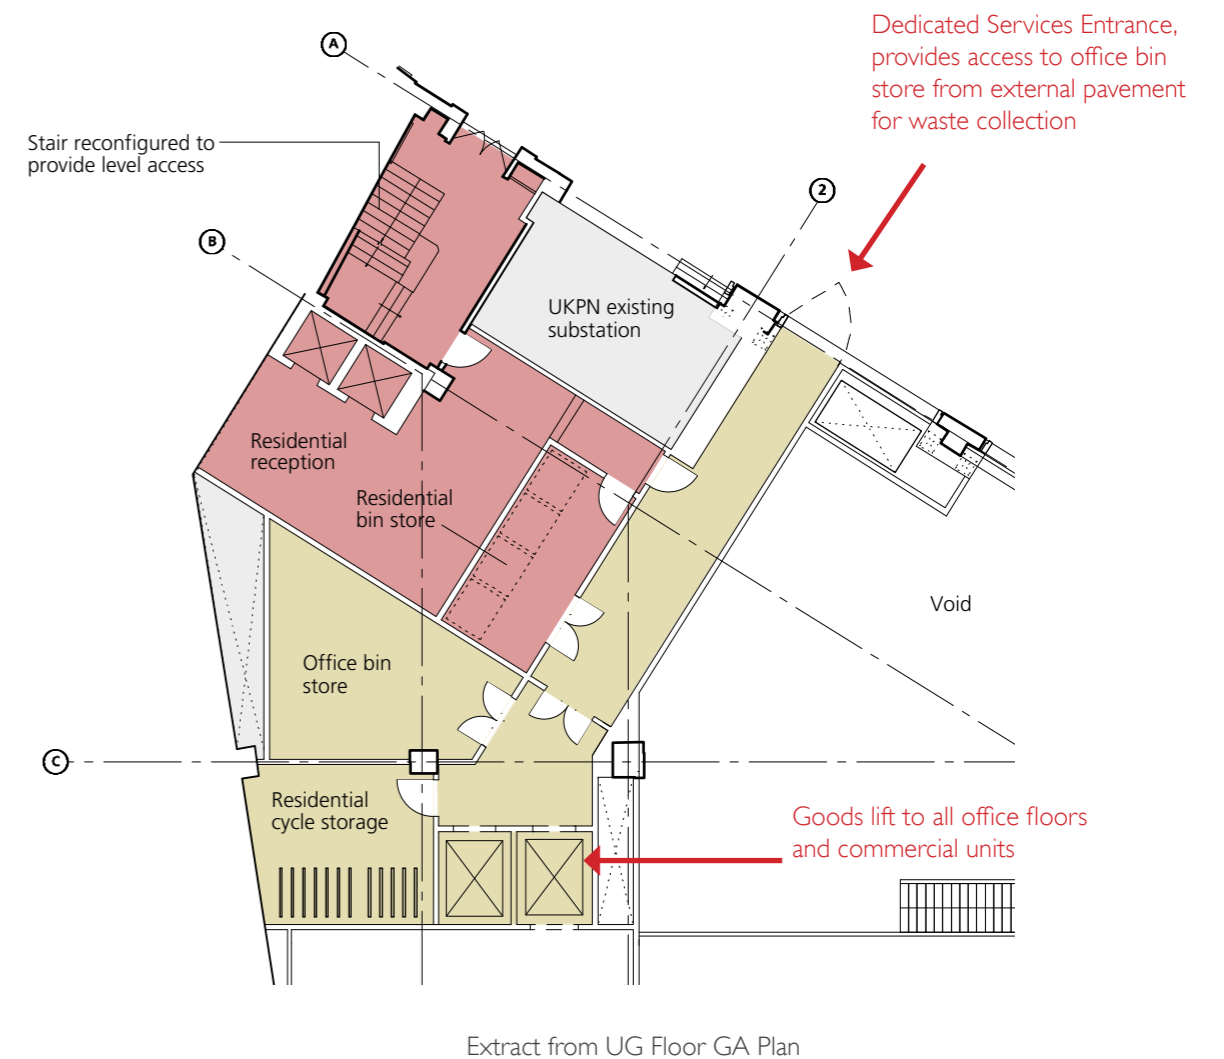 Dedicated Services Entrance,
provides access to office bin
store from external pavement
for waste collection
A
Stair reconfigured to
provide level access
2
B
UKPN existing
substation
Residential
reception
Residential
bin store
Void
Office bin
store
C
Residential
cycle storage
Goods lift to all office floors
and commercial units
Extract from UG Floor GA Plan